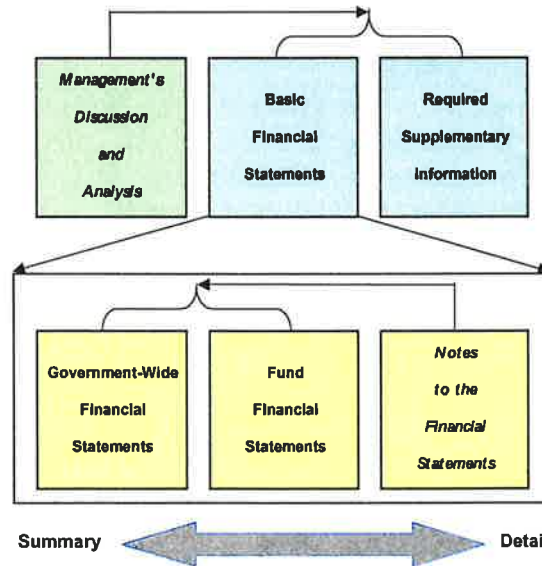 Management's
Discussion
and
Analysis
Basic
Financial
Statements
Required
Supplementary
Information
Government-Wide
Financial
Statements
Fund
Financial
Statements
Notes
to the
Financial
Statements
Summary
Detai